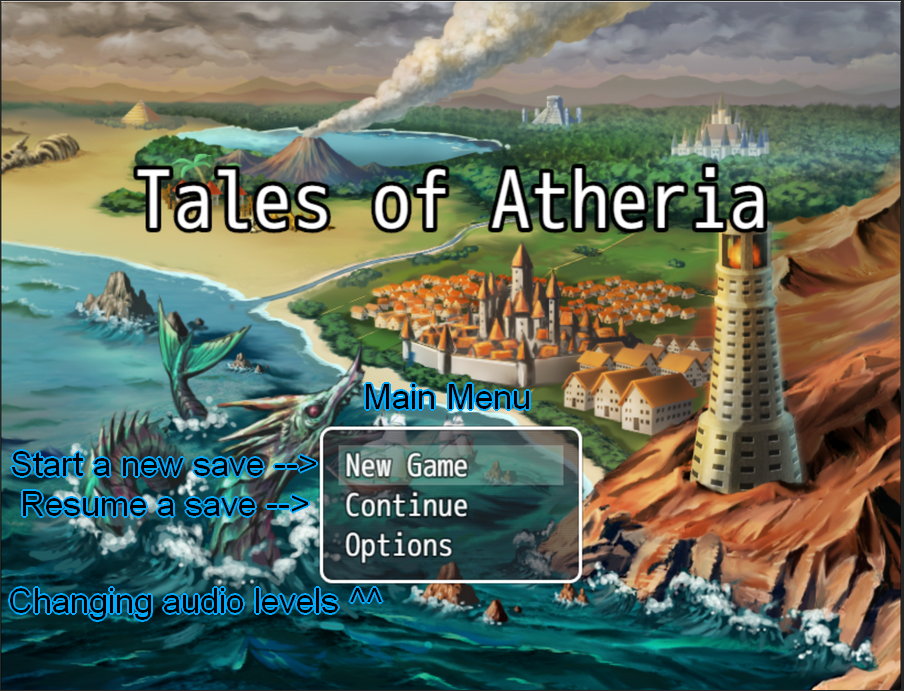 Tales of Atheria
Main Menu
Start a new save --> New Game
Resume a save --> Continue
Options
Changing audio levels ^^